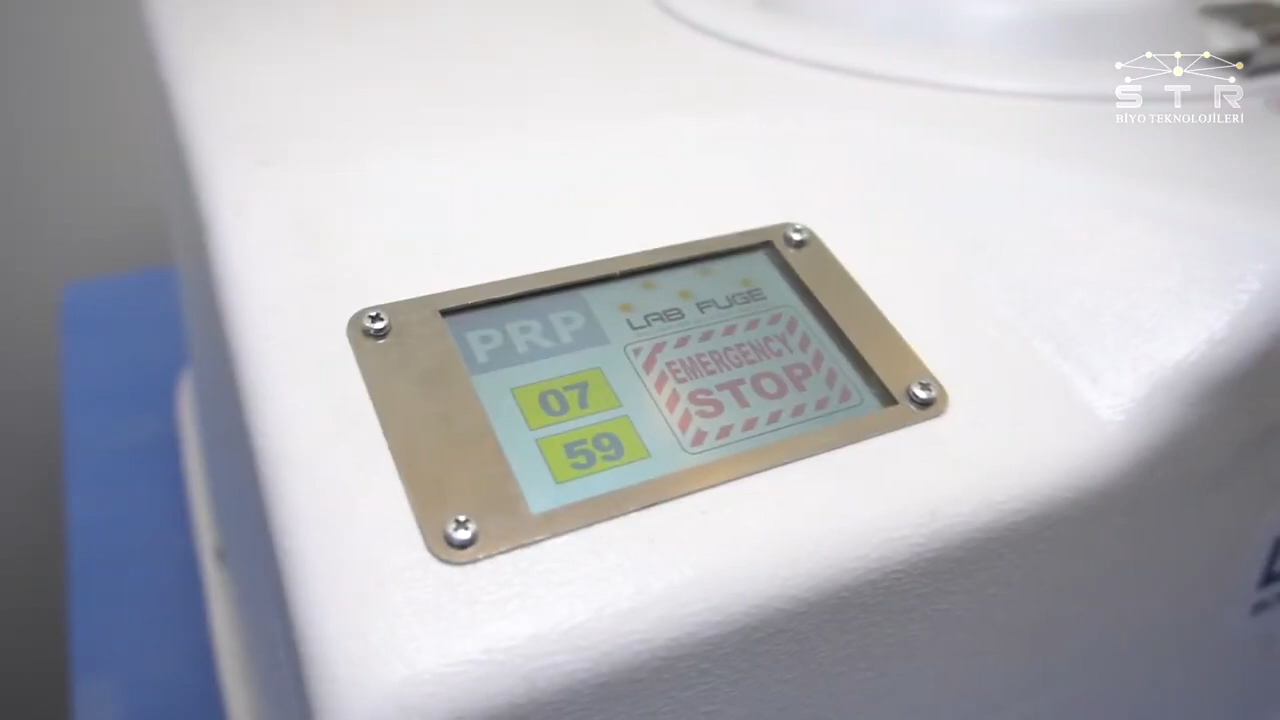 STR
BİYO TEKNOLOJİLERİ
PRP
LAB FUGE
07
59
EMERGENCY
STOP